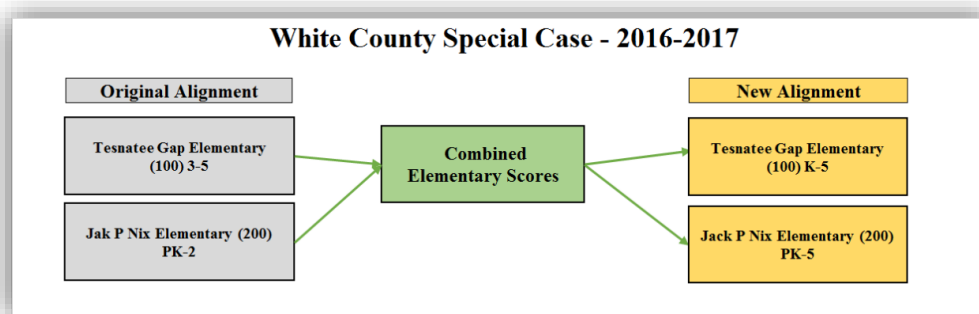 White County Special Case - 2016-2017
Original Alignment
Tesnatee Gap Elementary
(100) 3-5
Jak P Nix Elementary (200)
PK-2
Combined
Elementary Scores
New Alignment
Tesnatee Gap Elementary
(100) K-5
Jack P Nix Elementary (200)
PK-5